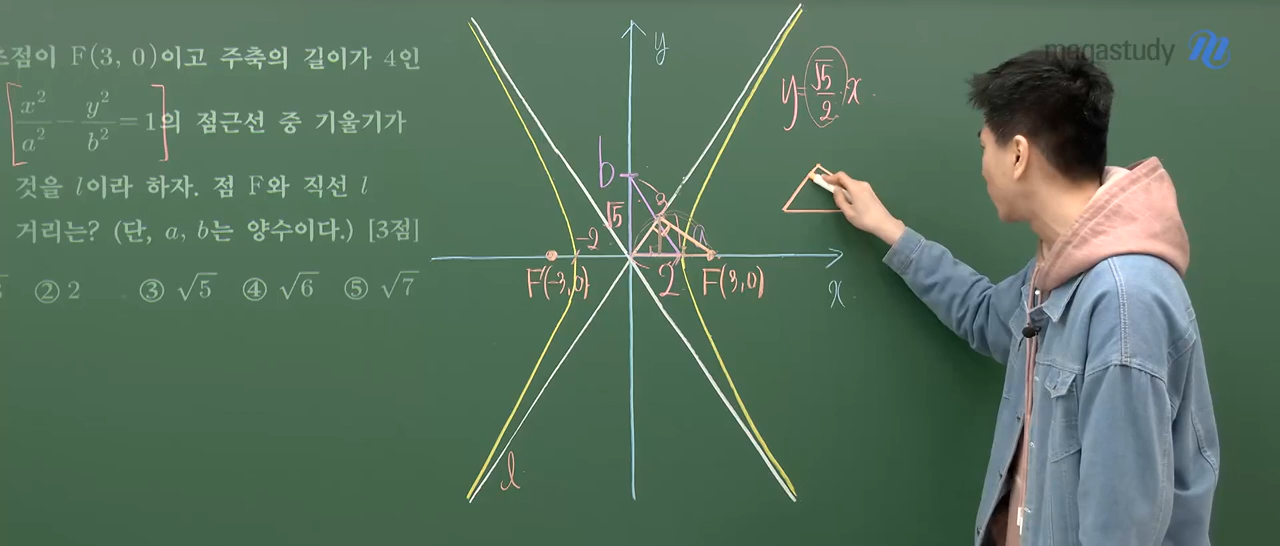 초점이 F(3, 0)이고 주축의 길이가 4인
x²/a² − y²/b² = 1의 점근선 중 기울기가
것을 l이라 하자. 점 F와 직선 l
거리는? (단, a, b는 양수이다.) [3점]
② 2 ③ √5 ④ √6 ⑤ √7
y
b
√5
3
a
-2
2
F'(-3,0)
F(3,0)
x
l
y=√5/2 x
megastudy